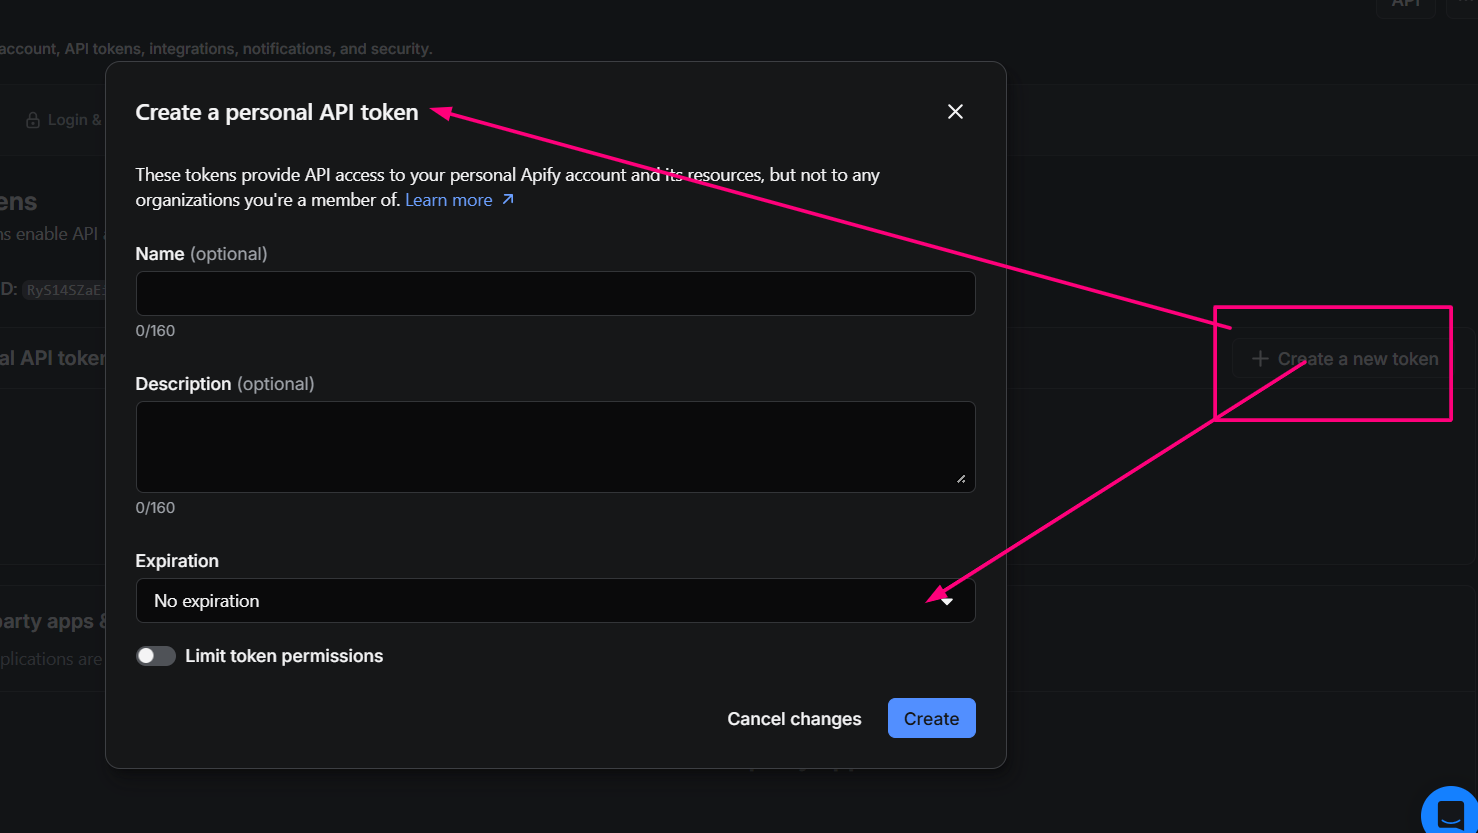 API
account, API tokens, integrations, notifications, and security.
Login &
Create a personal API token
These tokens provide API access to your personal Apify account and its resources, but not to any
organizations you're a member of. Learn more
ens
ns enable API
Name (optional)
D: RyS14SZaE
0/160
al API token
+ Create a new token
Description (optional)
0/160
Expiration
No expiration
party apps &
plications are
Limit token permissions
Cancel changes
Create